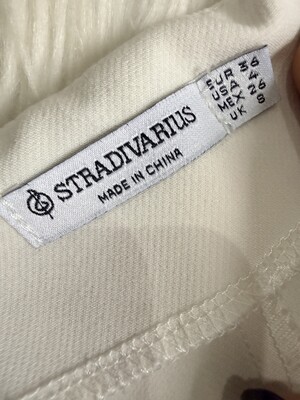 STRADIVARIUS
MADE IN CHINA
EUR 36
USA 4
MEX 26
UK 8